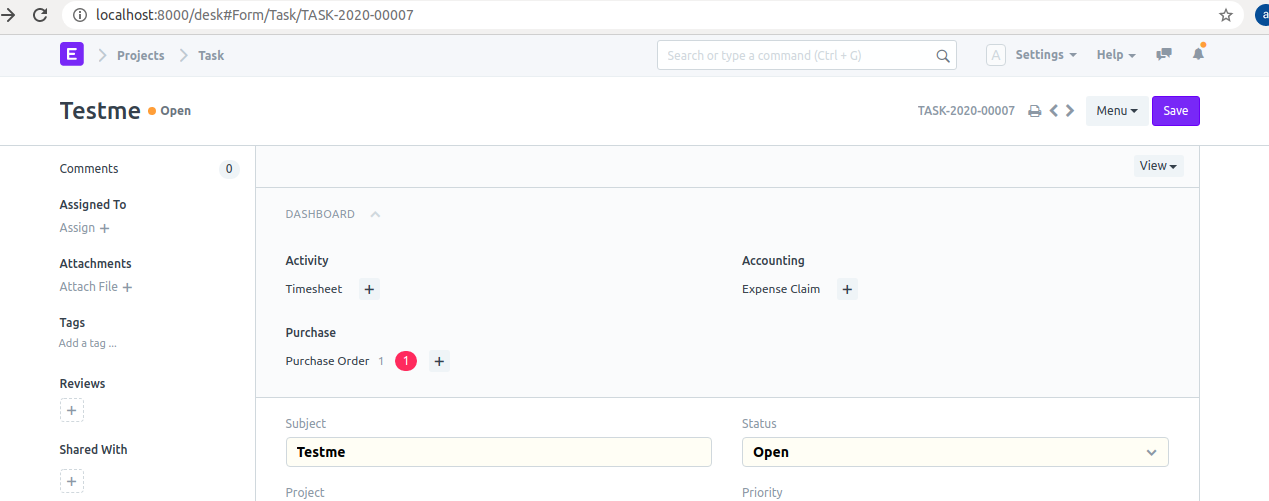 localhost:8000/desk#Form/Task/TASK-2020-00007
a
E Projects Task Search or type a command (Ctrl + G) A Settings Help
Testme Open TASK-2020-00007 Menu Save
Comments 0
View
Assigned To
Assign +
DASHBOARD
Attachments
Attach File +
Activity Accounting
Timesheet + Expense Claim +
Tags
Add a tag ...
Purchase
Purchase Order 1 1 +
Reviews
+
Shared With
+
Subject Status
Testme Open
Project Priority